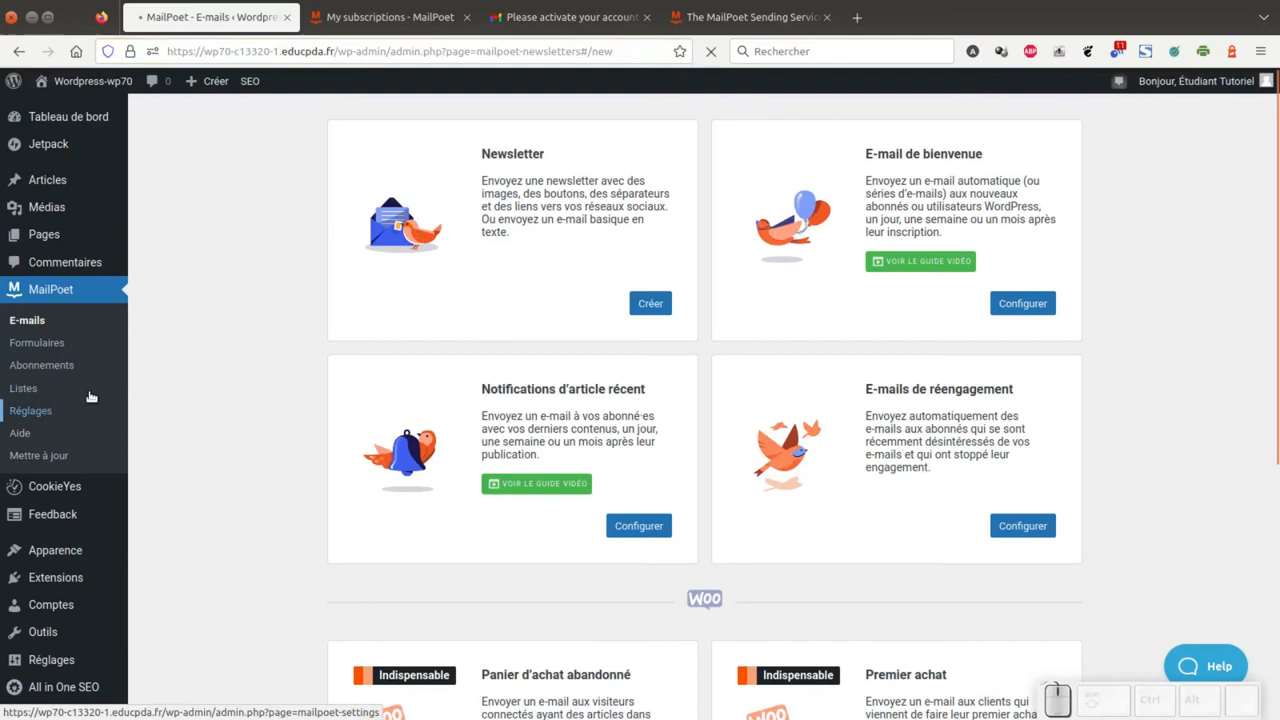 MailPoet - E-mails ‹ Wordpre
My subscriptions - MailPoet
Please activate your accoun
The MailPoet Sending Servic
https://wp70-c13320-1.educpda.fr/wp-admin/admin.php?page=mailpoet-newsletters#/new
Rechercher
11
Wordpress-wp70
0
Créer
SEO
Bonjour, Étudiant Tutoriel
Tableau de bord
Jetpack
Articles
Médias
Pages
Commentaires
MailPoet
E-mails
Formulaires
Abonnements
Listes
Réglages
Aide
Mettre à jour
CookieYes
Feedback
Apparence
Extensions
Comptes
Outils
Réglages
All in One SEO
Newsletter
Envoyez une newsletter avec des
images, des boutons, des séparateurs
et des liens vers vos réseaux sociaux.
Ou envoyez un e-mail basique en
texte.
Créer
E-mail de bienvenue
Envoyez un e-mail automatique (ou
séries d'e-mails) aux nouveaux
abonnés ou utilisateurs WordPress,
un jour, une semaine ou un mois après
leur inscription.
VOIR LE GUIDE VIDÉO
Configurer
Notifications d'article récent
Envoyez un e-mail à vos abonné·es
avec vos derniers contenus, un jour,
une semaine ou un mois après leur
publication.
VOIR LE GUIDE VIDÉO
Configurer
E-mails de réengagement
Envoyez automatiquement des
e-mails aux abonnés qui se sont
récemment désintéressés de vos
e-mails et qui ont stoppé leur
engagement.
Configurer
WOO
Indispensable
Panier d'achat abandonné
Envoyer un e-mail aux visiteurs
connectés ayant des articles dans
Indispensable
Premier achat
Envoyez un e-mail aux clients qui
viennent de faire leur premier achat
Help
Ctrl
Alt
https://wp70-c13320-1.educpda.fr/wp-admin/admin.php?page=mailpoet-settings